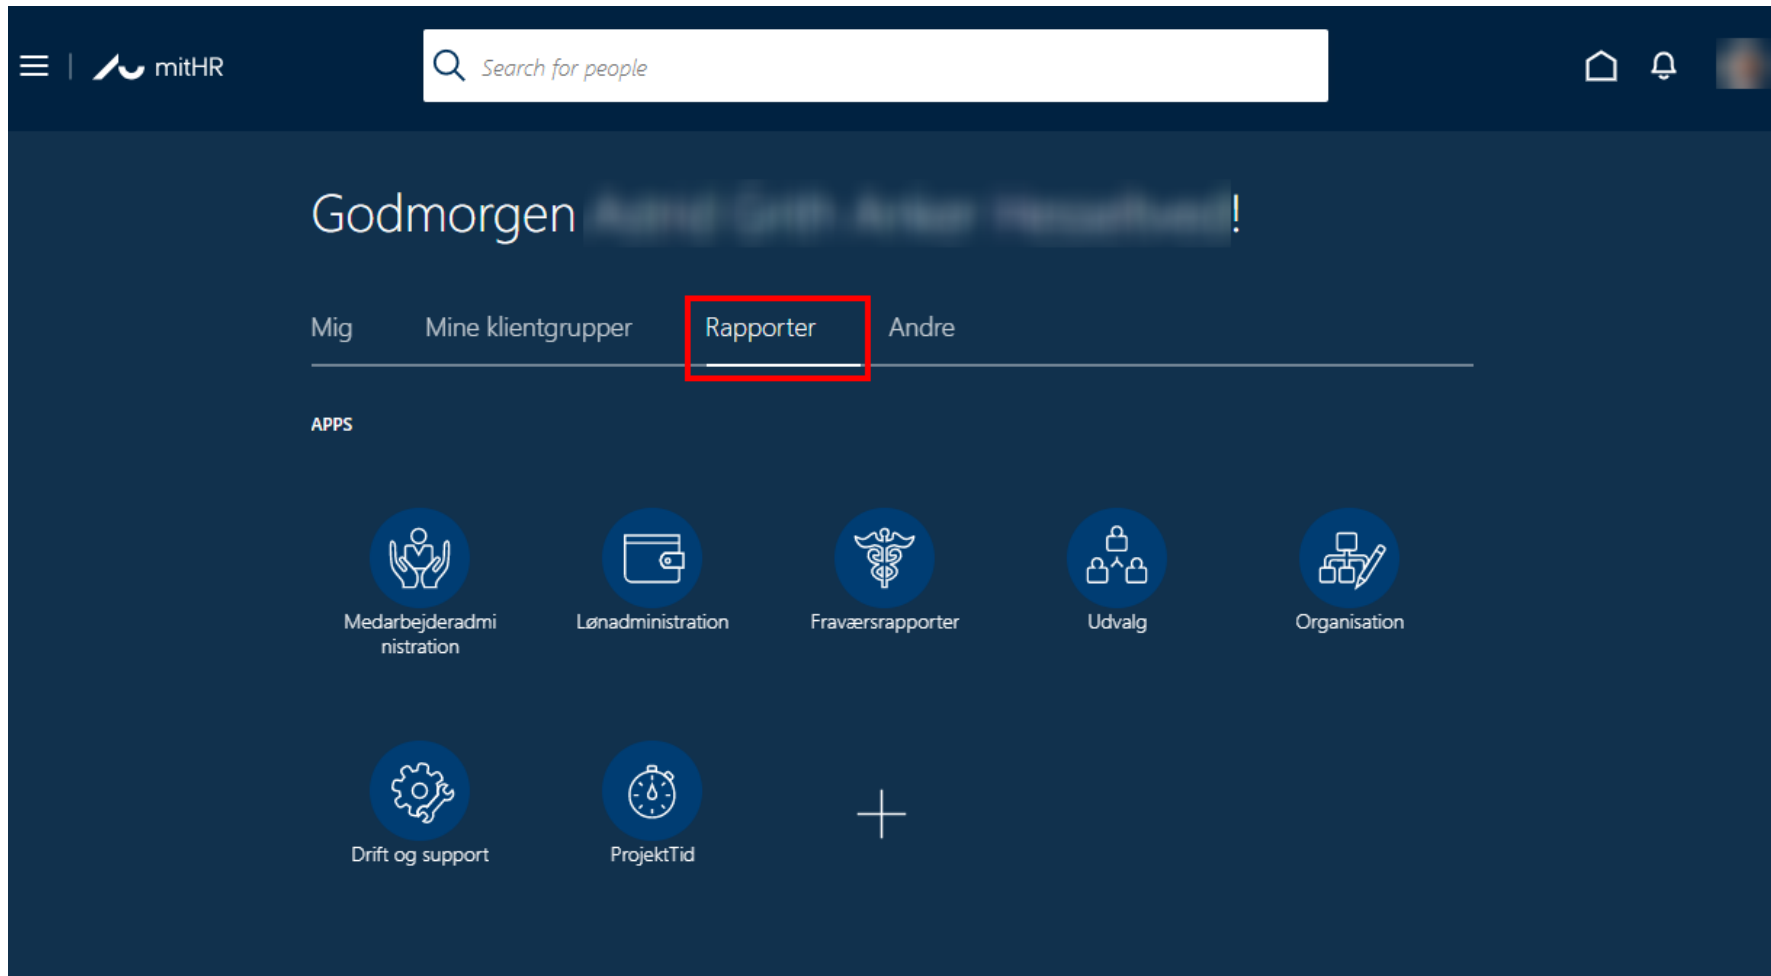 mitHR
Search for people
Godmorgen !
Mig Mine klientgrupper Rapporter Andre
APPS
Medarbejderadmi
nistration
Lønadministration
Fraværsrapporter
Udvalg
Organisation
Drift og support
ProjektTid